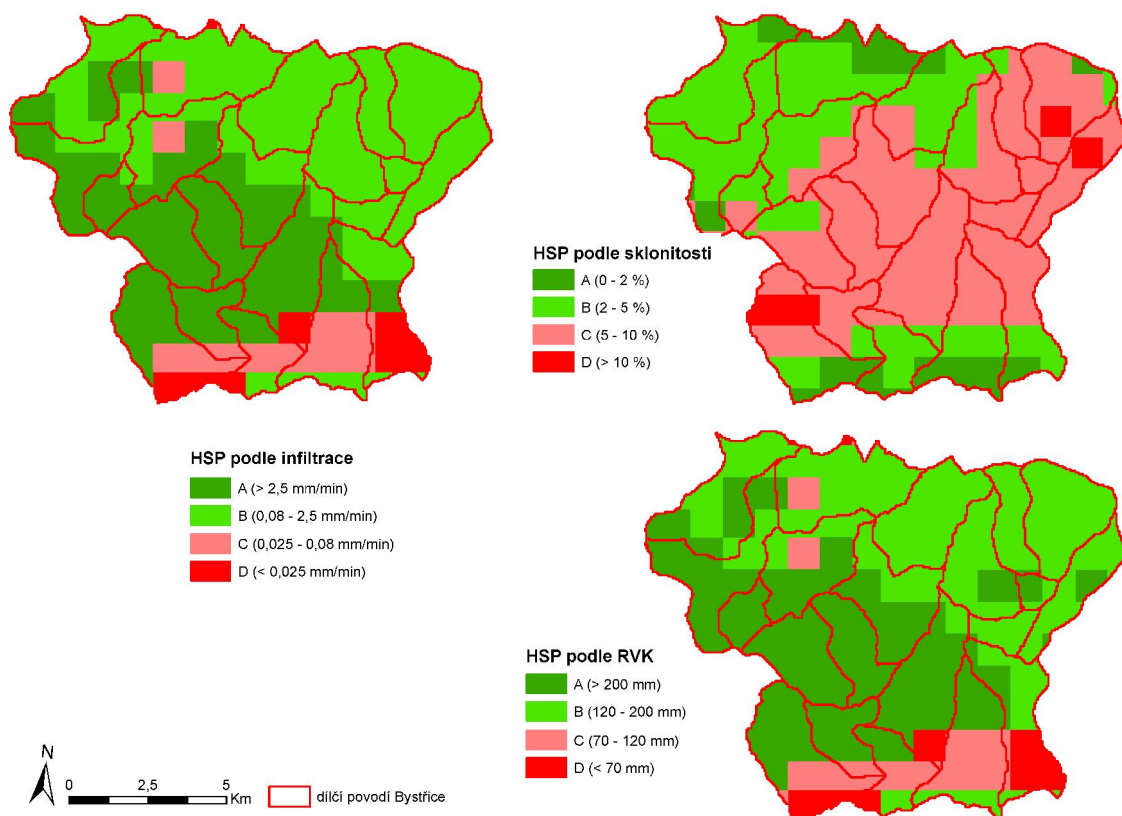 HSP podle sklonitosti
A (0 - 2 %)
B (2 - 5 %)
C (5 - 10 %)
D (> 10 %)
HSP podle infiltrace
A (> 2,5 mm/min)
B (0,08 - 2,5 mm/min)
C (0,025 - 0,08 mm/min)
D (< 0,025 mm/min)
HSP podle RVK
A (> 200 mm)
B (120 - 200 mm)
C (70 - 120 mm)
D (< 70 mm)
N
0 2,5 5
Km
dílčí povodí Bystřice